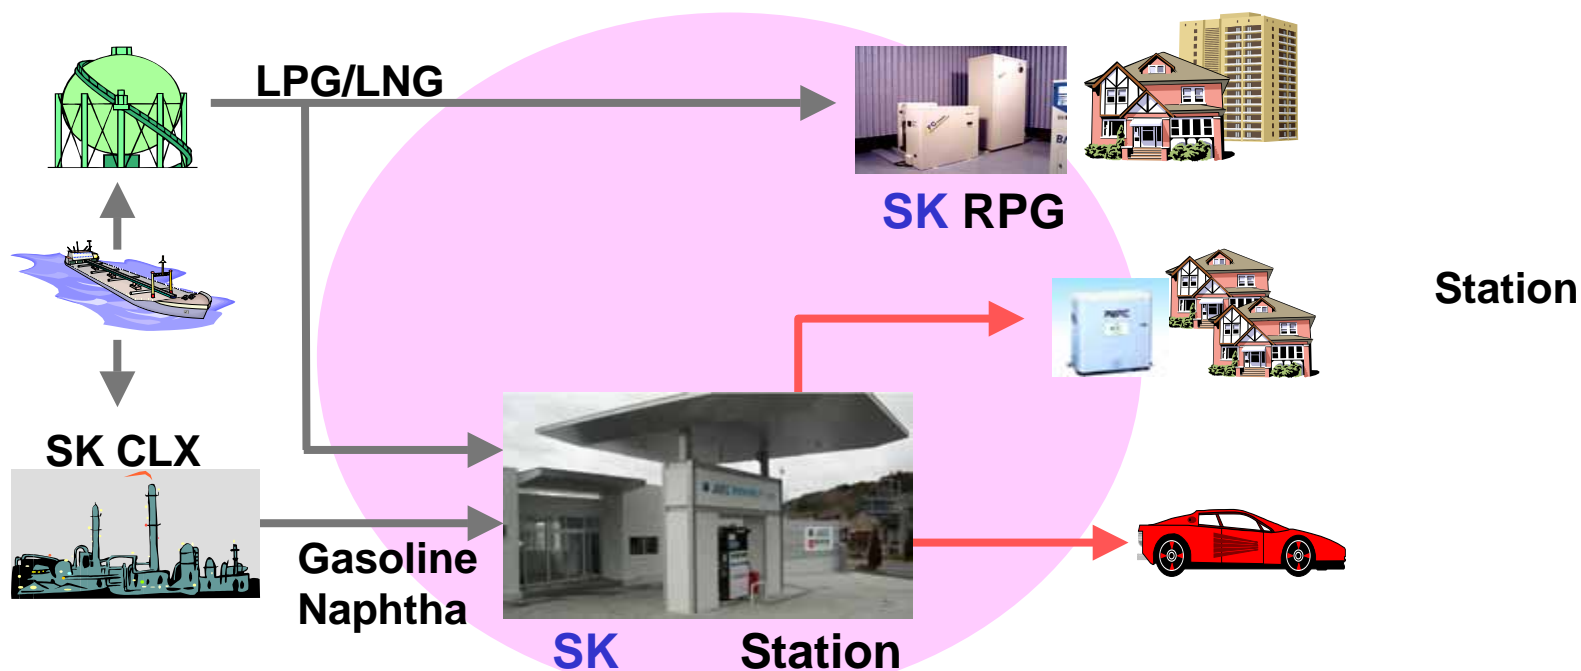 LPG/LNG
SK RPG
Station
SK CLX
Gasoline
Naphtha
SK Station